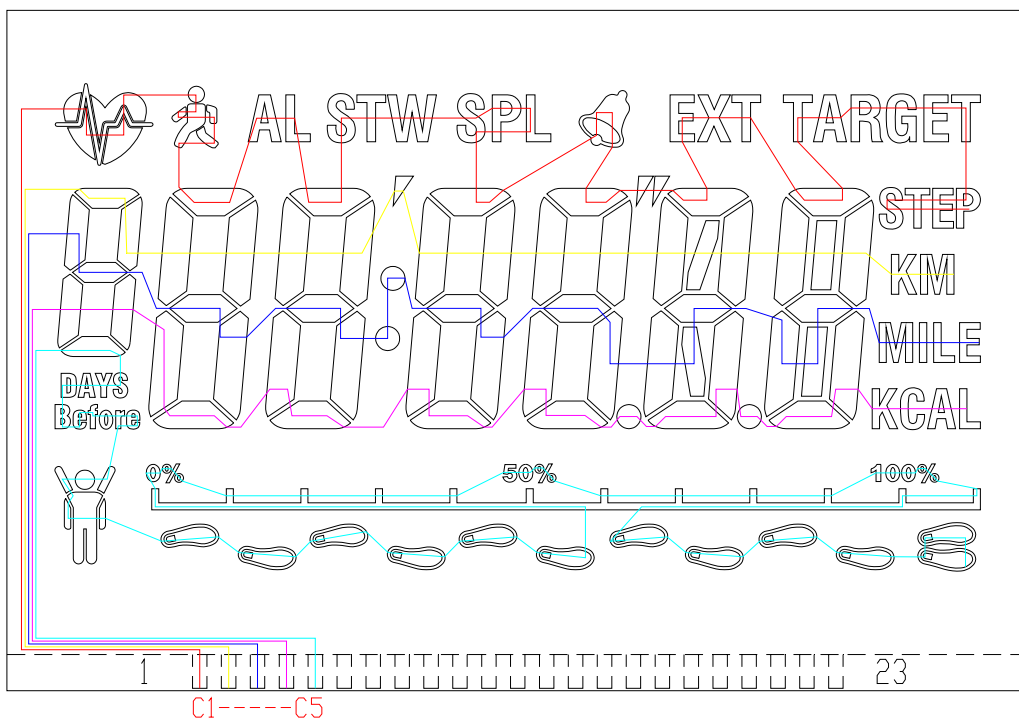 AL STW SPL EXT TARGET
STEP
KM
MILE
KCAL
DAYS
Before
0% 50% 100%
1 23
C1-----C5